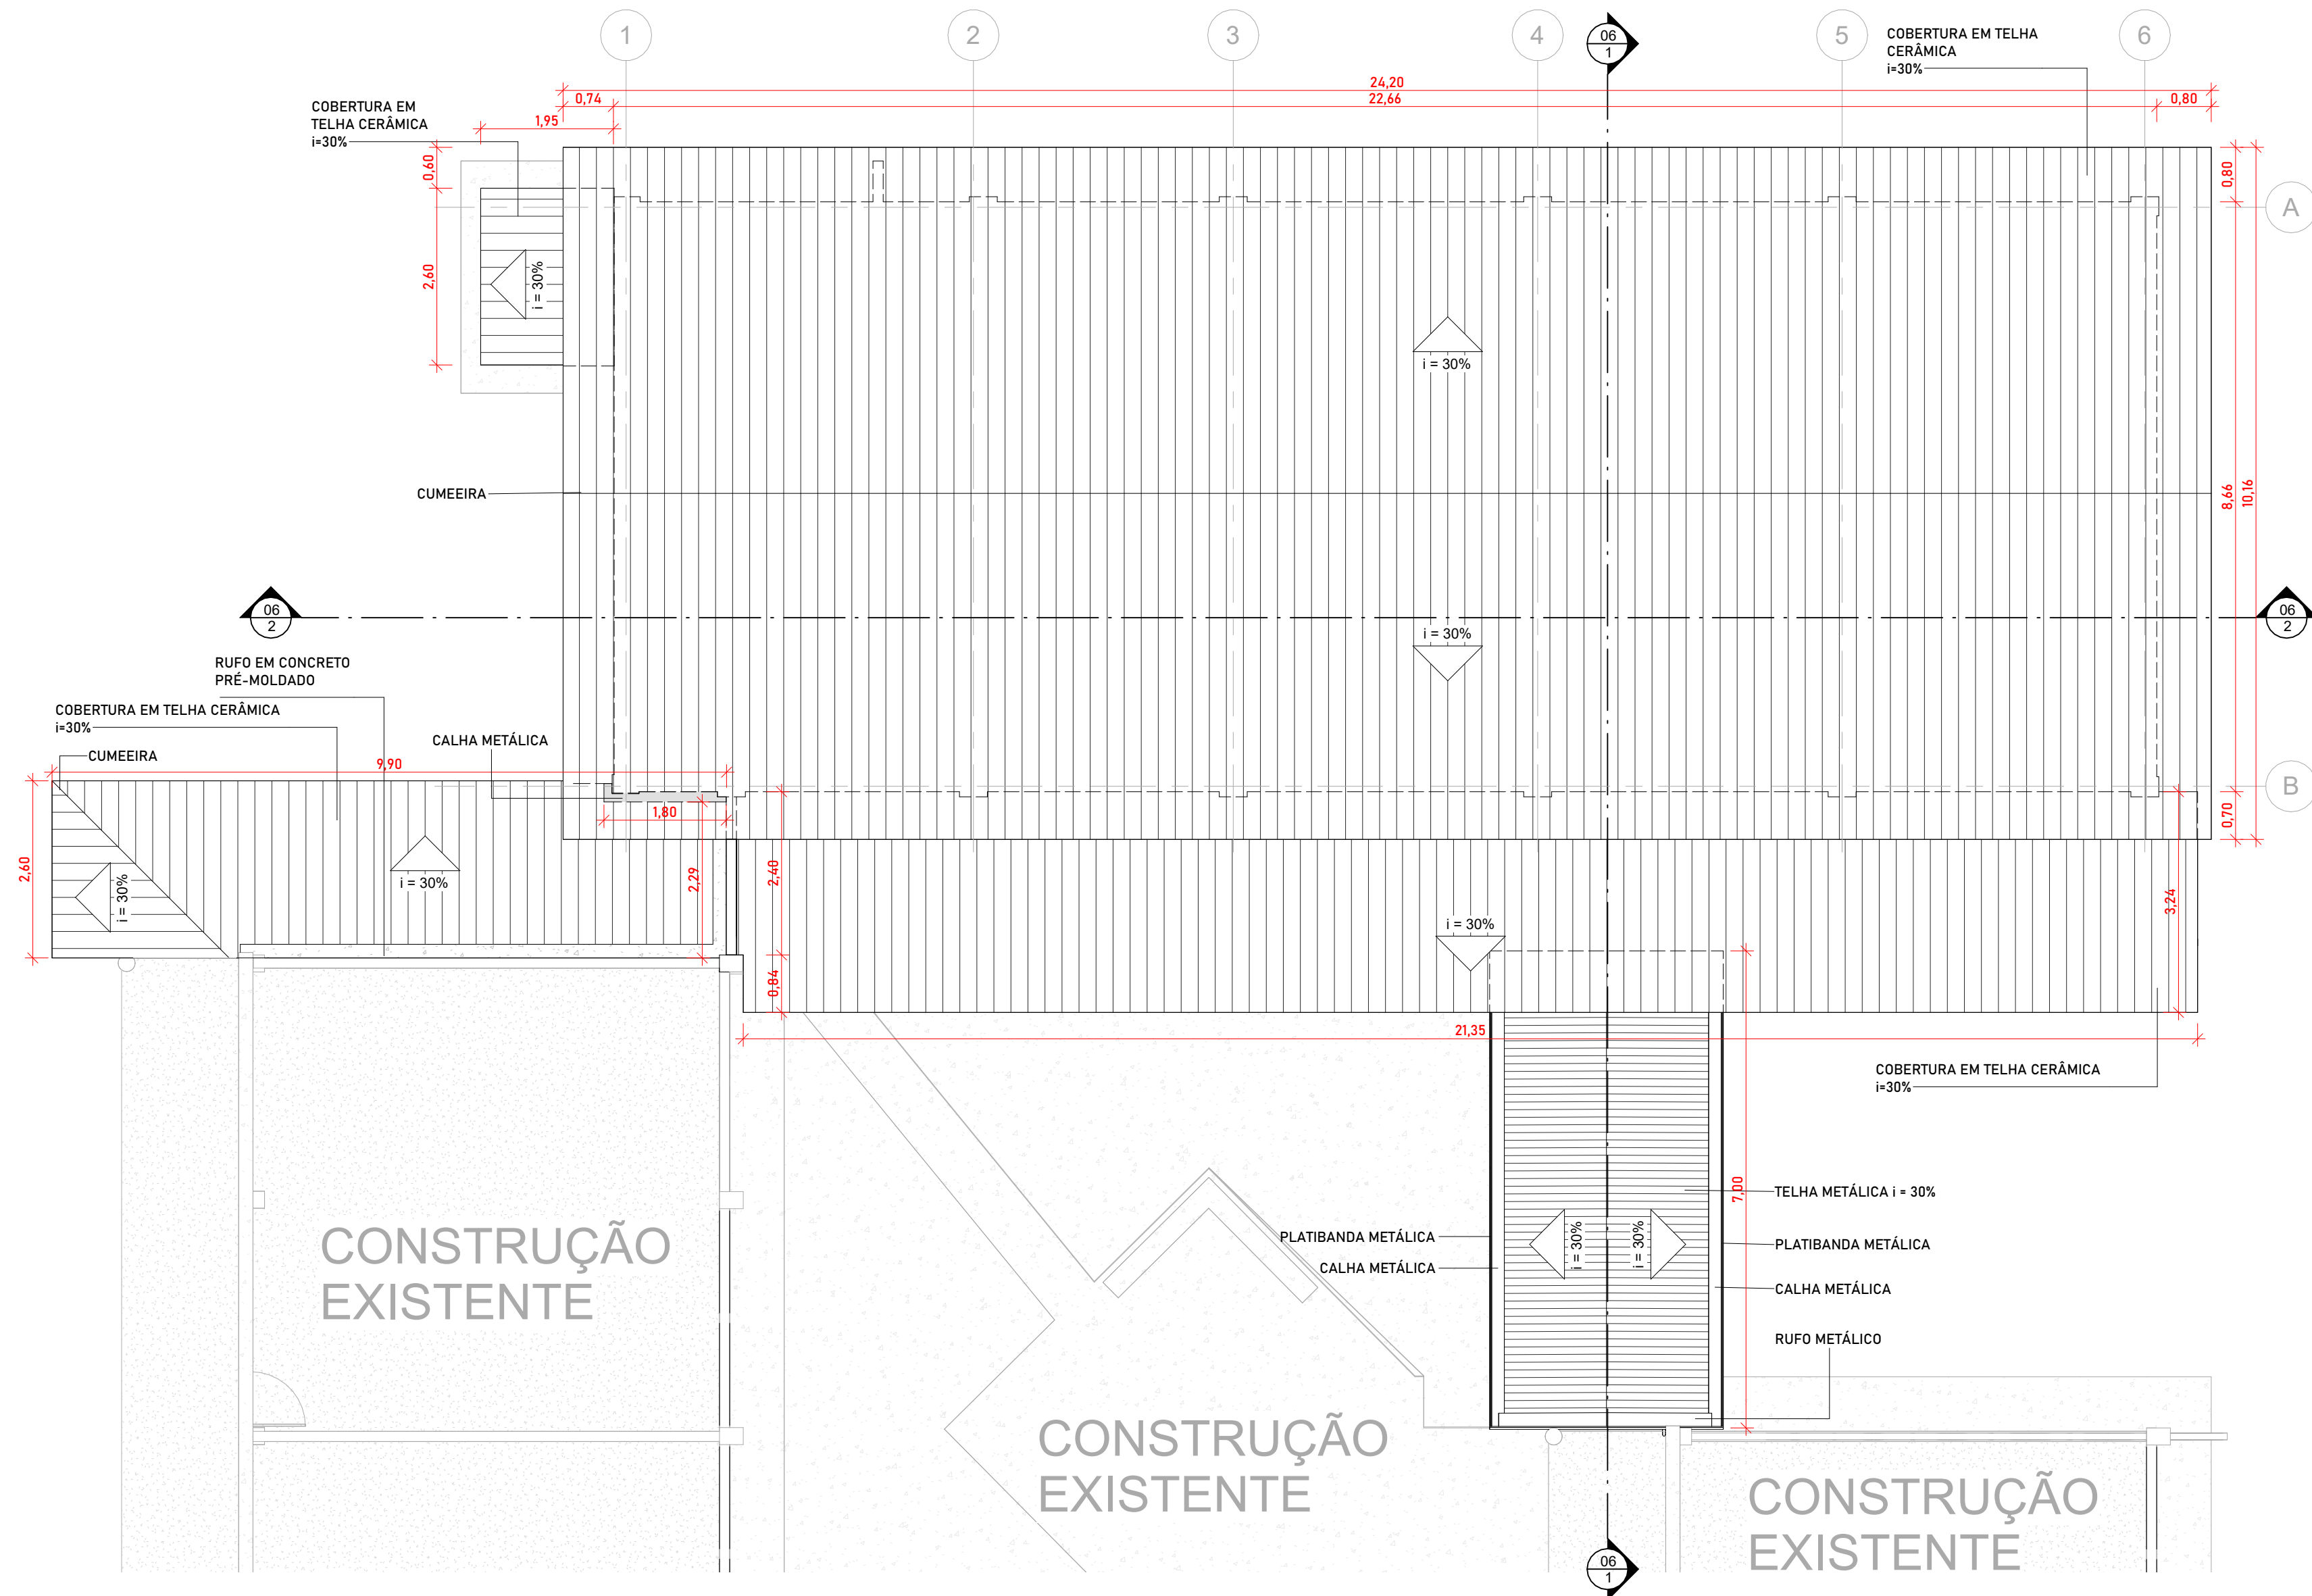 1
2
3
4
06
1
5
6
COBERTURA EM TELHA
CERÂMICA
i=30%
24,20
0,74
22,66
0,80
COBERTURA EM
TELHA CERÂMICA
i=30%
1,95
0,60
0,80
A
2,60
i = 30%
i = 30%
CUMEEIRA
8,66
10,16
06
2
06
2
i = 30%
RUFO EM CONCRETO
PRÉ-MOLDADO
COBERTURA EM TELHA CERÂMICA
i=30%
CALHA METÁLICA
CUMEEIRA
9,90
B
1,80
0,70
2,60
i = 30%
i = 30%
2,29
2,40
3,24
i = 30%
0,84
21,35
COBERTURA EM TELHA CERÂMICA
i=30%
7,00
TELHA METÁLICA i = 30%
CONSTRUÇÃO
EXISTENTE
PLATIBANDA METÁLICA
i = 30%
i = 30%
PLATIBANDA METÁLICA
CALHA METÁLICA
CALHA METÁLICA
RUFO METÁLICO
CONSTRUÇÃO
EXISTENTE
CONSTRUÇÃO
EXISTENTE
06
1